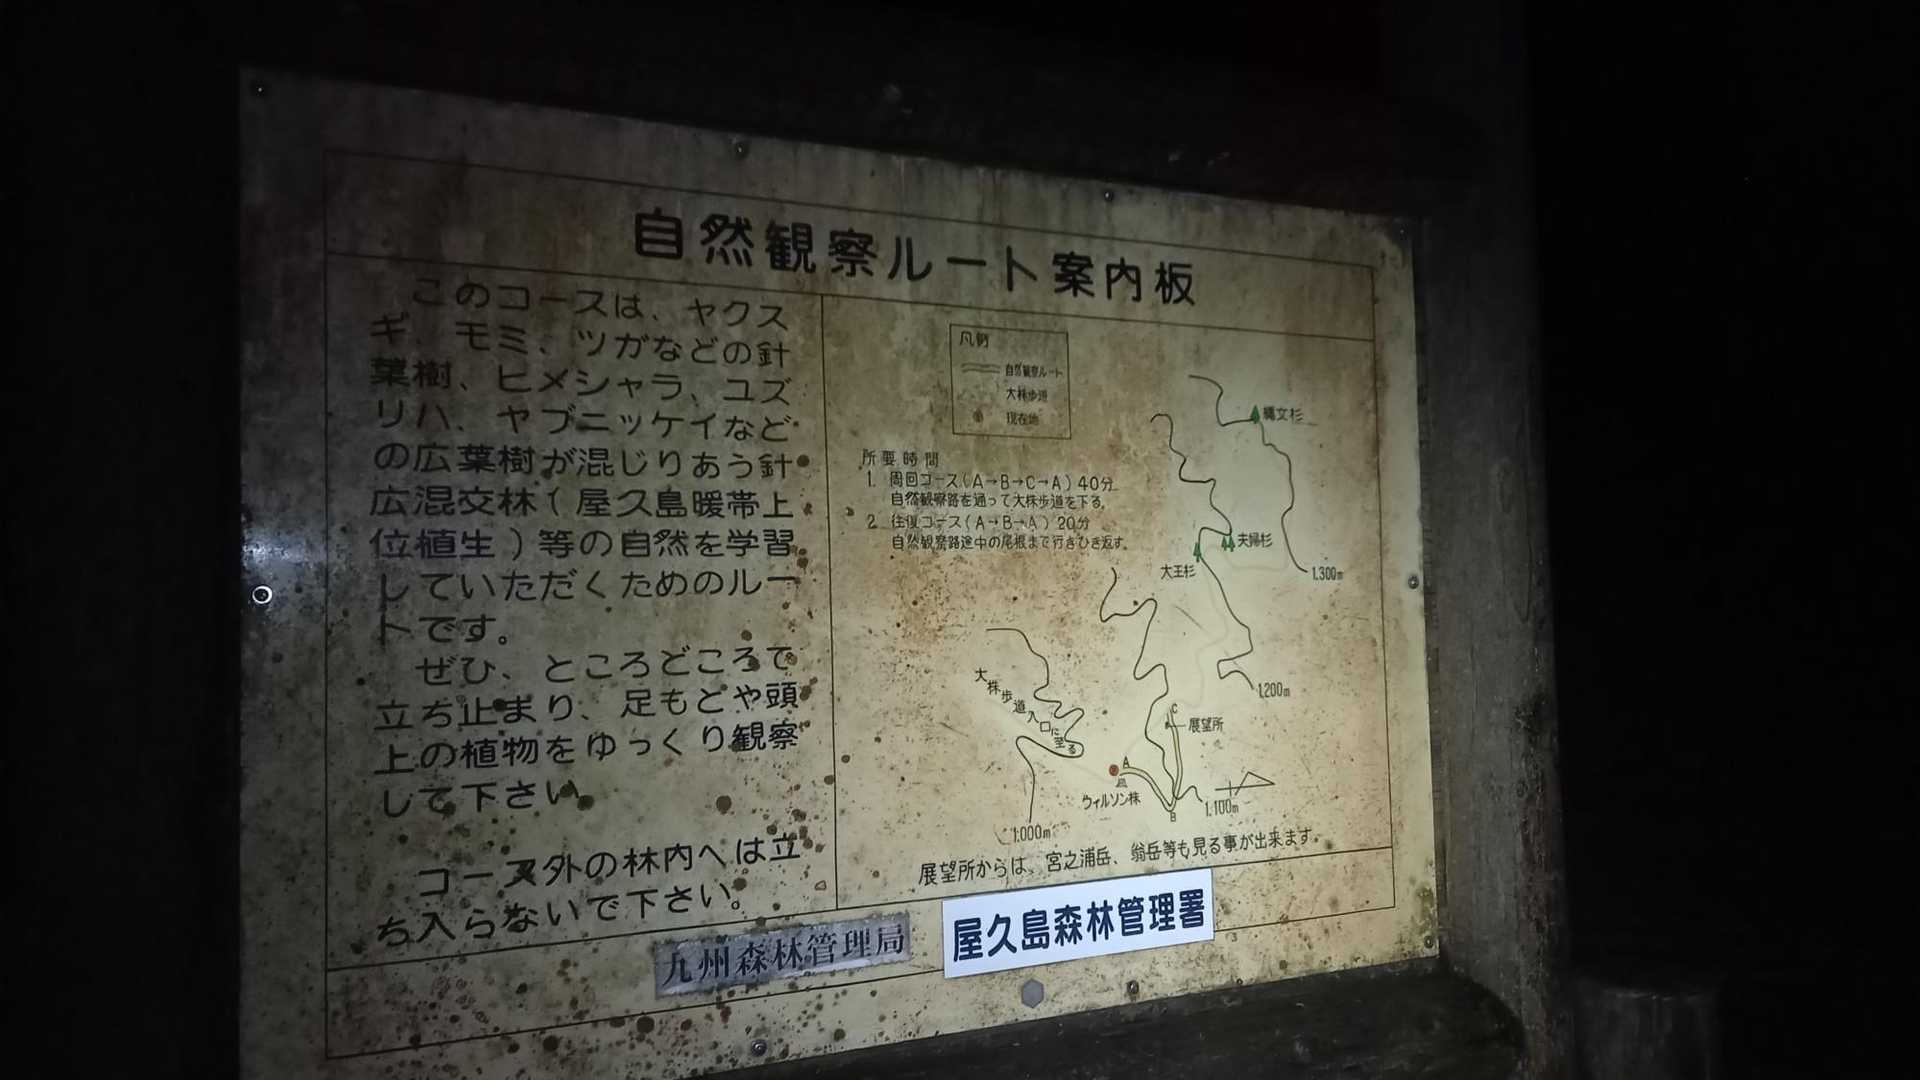 自然観察ルート案内板
このコースは、ヤクス
ギ、モミ、ツガなどの針
葉樹、ヒメシャラ、ユズ
リハ、ヤブニッケイなど
の広葉樹が混じりあう針
広混交林(屋久島暖帯上
位植生)等の自然を学習
していただくためのルー
トです。
ぜひ、ところどころで
立ち止まり、足もとや頭
上の植物をゆっくり観察
して下さい。
コース外の林内へは立
ち入らないで下さい。
凡例
自然観察ルート
大株歩道
現在地
所要時間
1. 周回コース(A→B→C→A)40分
自然観察路を通って大株歩道を下る。
2. 往復コース(A→B→A)20分
自然観察路途中の尾根まで行きひき返す。
縄文杉
夫婦杉
大王杉
1,300m
1,200m
大株歩道入口に至る
C
展望所
A
ウィルソン株
B
1,100m
1,000m
展望所からは、宮之浦岳、翁岳等も見る事が出来ます。
九州森林管理局
屋久島森林管理署